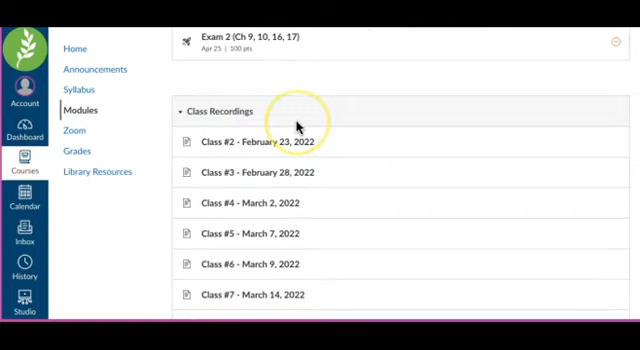 Account
Dashboard
Courses
Calendar
Inbox
History
Studio
Home
Announcements
Syllabus
Modules
Zoom
Grades
Library Resources
Exam 2 (Ch 9, 10, 16, 17)
Apr 25 | 100 pts
Class Recordings
Class #2 - February 23, 2022
Class #3 - February 28, 2022
Class #4 - March 2, 2022
Class #5 - March 7, 2022
Class #6 - March 9, 2022
Class #7 - March 14, 2022